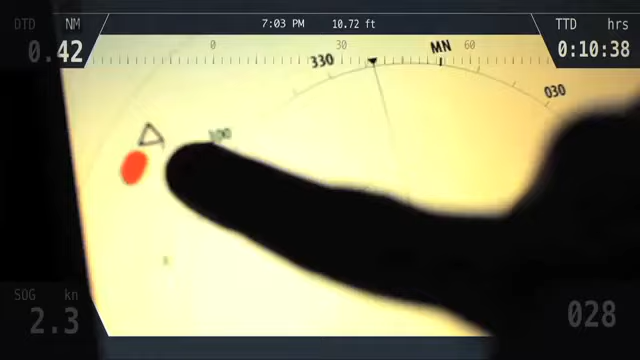 DTD NM
0.42
7:03 PM 10.72 ft
TTD hrs
0:10:38
0 30 60
330 MN 030
300
SOG kn
2.3
028